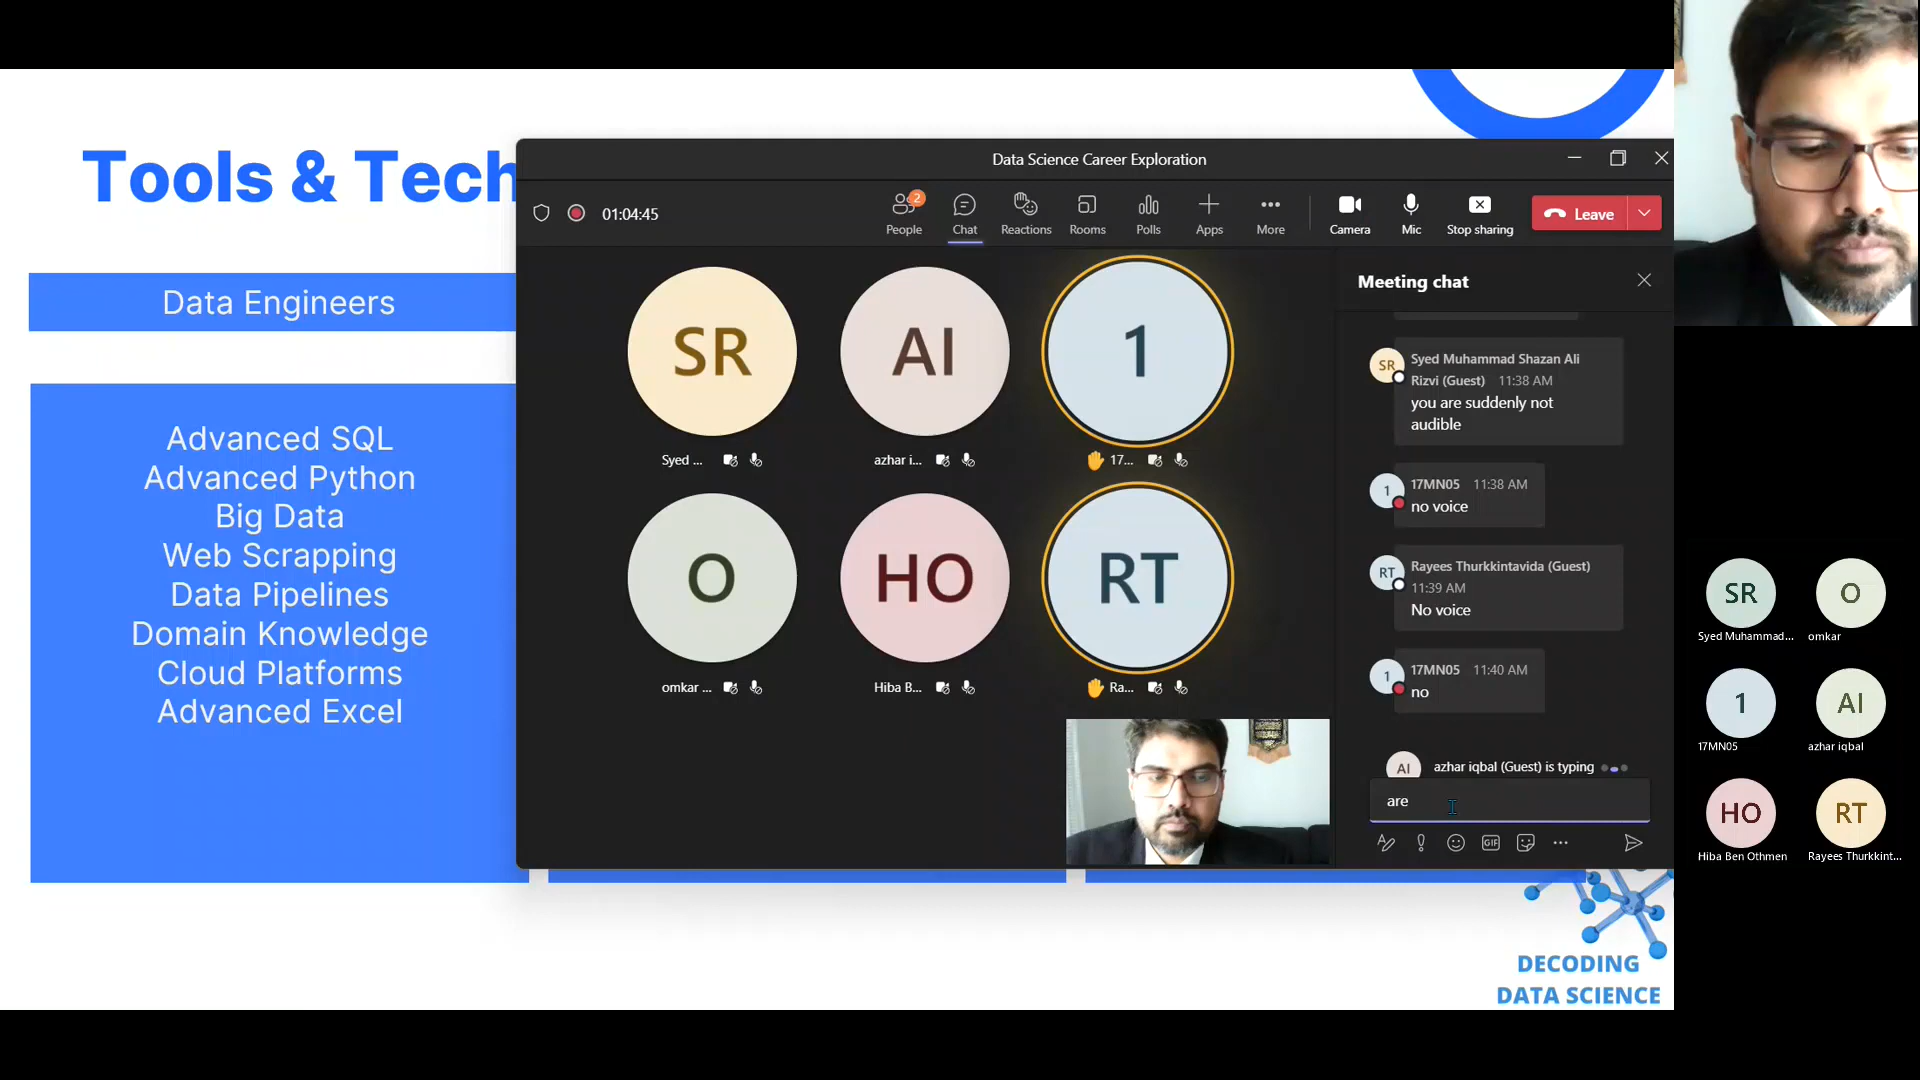 Tools & Tech
Data Engineers
Advanced SQL
Advanced Python
Big Data
Web Scrapping
Data Pipelines
Domain Knowledge
Cloud Platforms
Advanced Excel
Data Science Career Exploration
01:04:45
2
People
Chat
Reactions
Rooms
Polls
Apps
More
Camera
Mic
Stop sharing
Leave
SR
AI
1
Syed ...
azhar i...
17...
O
HO
RT
omkar ...
Hiba B...
Ra...
Meeting chat
SR
Syed Muhammad Shazan Ali
Rizvi (Guest) 11:38 AM
you are suddenly not
audible
1
17MN05 11:38 AM
no voice
RT
Rayees Thurkkintavida (Guest)
11:39 AM
No voice
1
17MN05 11:40 AM
no
AI
azhar iqbal (Guest) is typing
are
GIF
DECODING
DATA SCIENCE
SR
O
Syed Muhammad...
omkar
1
AI
17MN05
azhar iqbal
HO
RT
Hiba Ben Othmen
Rayees Thurkkint...